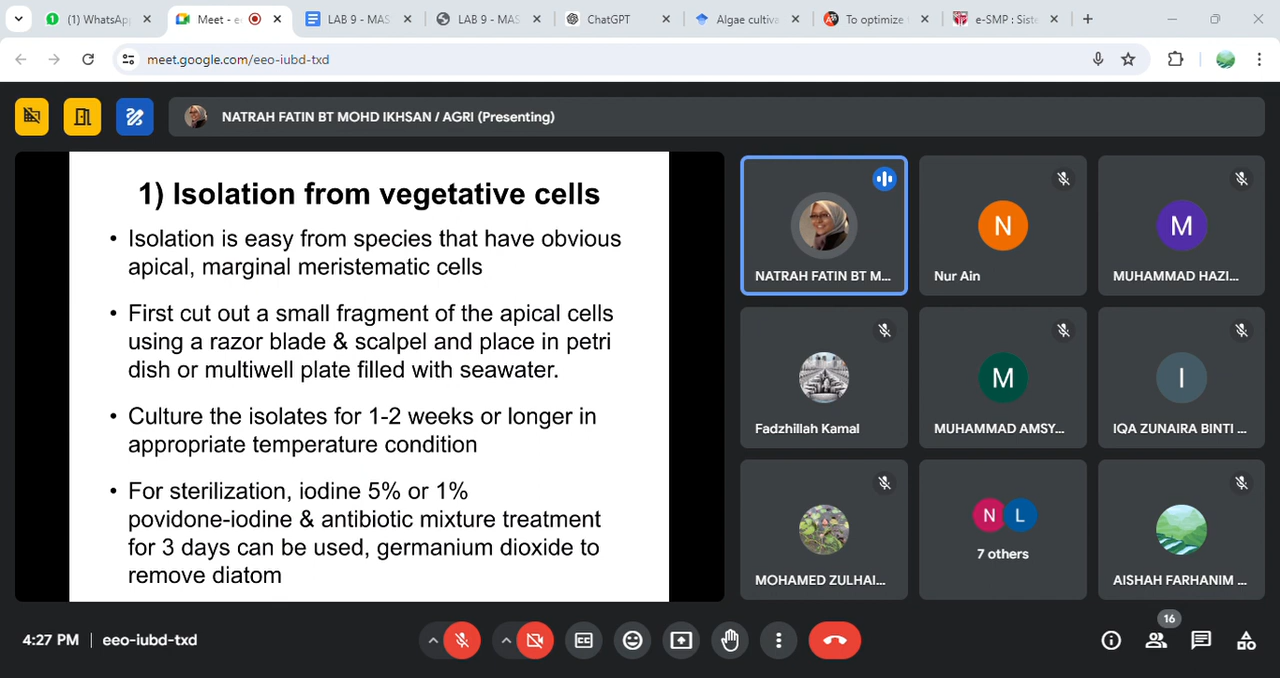 (1) WhatsApp
Meet - ee
LAB 9 - MAS
LAB 9 - MAS
ChatGPT
Algae cultiva
To optimize
e-SMP : Siste
meet.google.com/eeo-iubd-txd
NATRAH FATIN BT MOHD IKHSAN / AGRI (Presenting)
1) Isolation from vegetative cells
• Isolation is easy from species that have obvious
apical, marginal meristematic cells
• First cut out a small fragment of the apical cells
using a razor blade & scalpel and place in petri
dish or multiwell plate filled with seawater.
• Culture the isolates for 1-2 weeks or longer in
appropriate temperature condition
• For sterilization, iodine 5% or 1%
povidone-iodine & antibiotic mixture treatment
for 3 days can be used, germanium dioxide to
remove diatom
NATRAH FATIN BT M...
N
Nur Ain
M
MUHAMMAD HAZI...
Fadzhillah Kamal
M
MUHAMMAD AMSY...
I
IQA ZUNAIRA BINTI ...
MOHAMED ZULHAI...
N L
7 others
AISHAH FARHANIM ...
4:27 PM | eeo-iubd-txd
16